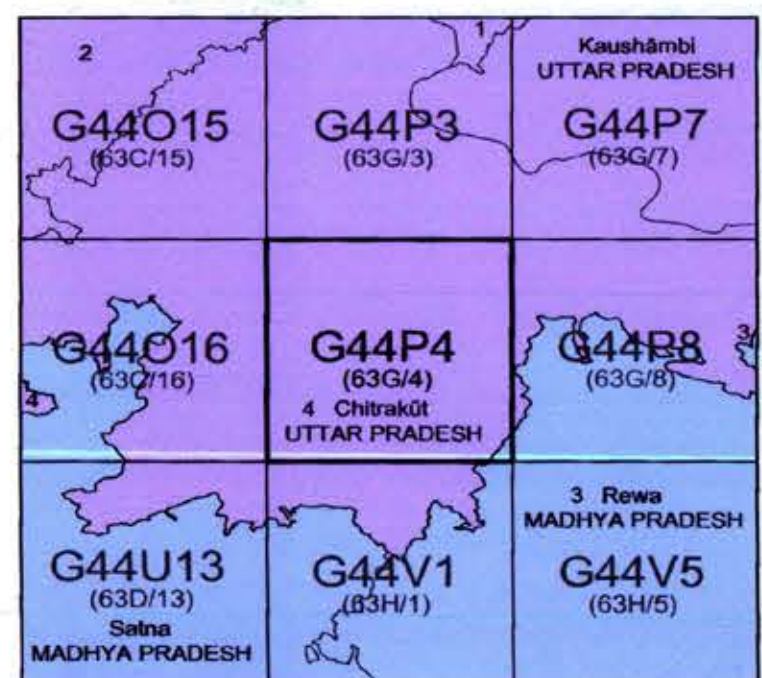 2
1
Kaushāmbi
UTTAR PRADESH
G44O15
(63C/15)
G44P3
(63G/3)
G44P7
(63G/7)
G44O16
(63C/16)
4
G44P4
(63G/4)
4 Chitrakūt
UTTAR PRADESH
G44P8
(63G/8)
3
G44U13
(63D/13)
Satna
MADHYA PRADESH
G44V1
(63H/1)
3 Rewa
MADHYA PRADESH
G44V5
(63H/5)